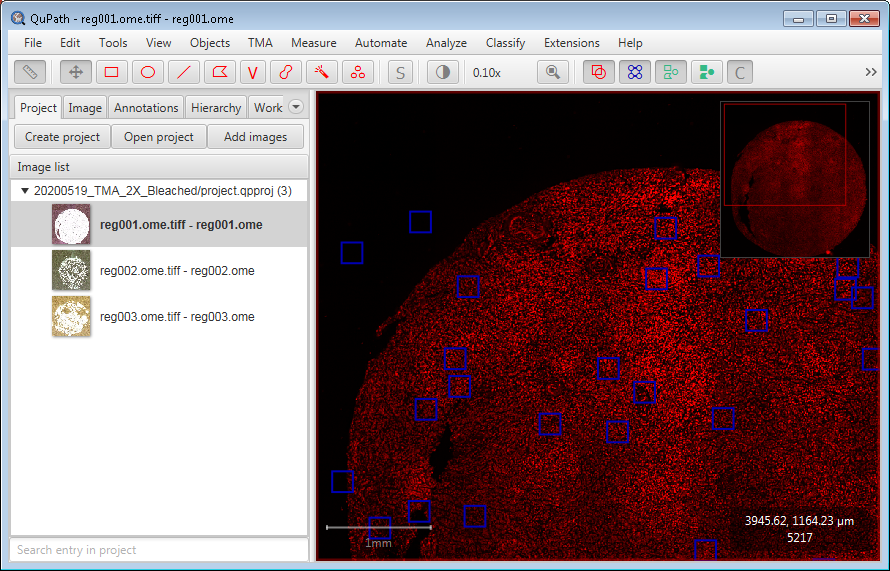 QuPath - reg001.ome.tiff - reg001.ome
File Edit Tools View Objects TMA Measure Automate Analyze Classify Extensions Help
V S 0.10x C >>
Project Image Annotations Hierarchy Work
Create project Open project Add images
Image list
20200519_TMA_2X_Bleached/project.qpproj (3)
reg001.ome.tiff - reg001.ome
reg002.ome.tiff - reg002.ome
reg003.ome.tiff - reg003.ome
Search entry in project
1mm
3945.62, 1164.23 µm
5217